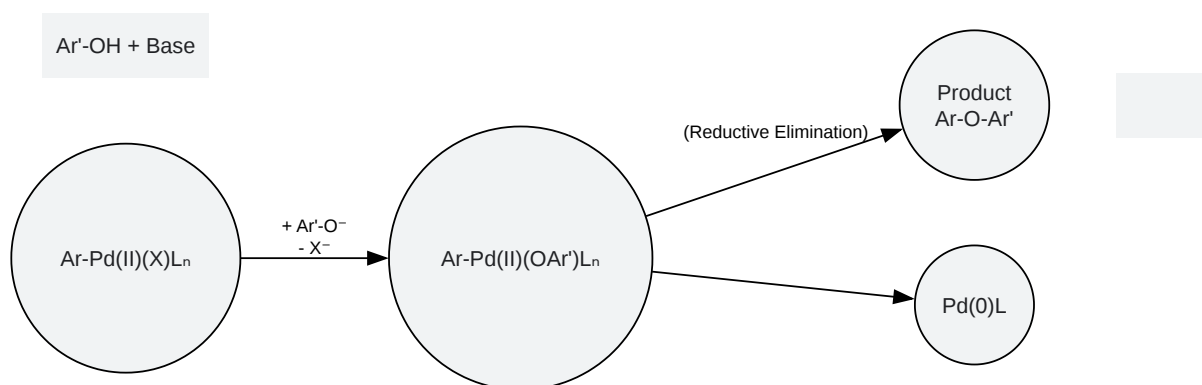 Ar'-OH + Base
Product
Ar-O-Ar'
(Reductive Elimination)
+ Ar'-O⁻
- X⁻
Ar-Pd(II)(X)Lₙ
Ar-Pd(II)(OAr')Lₙ
Pd(0)L